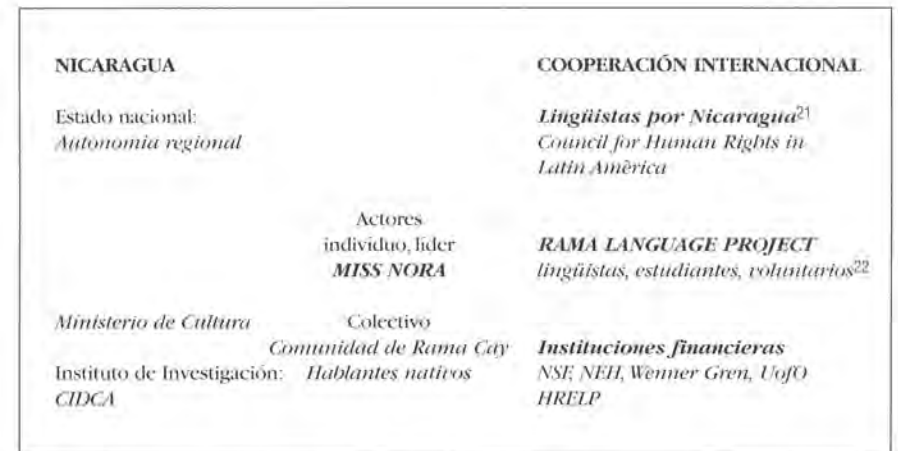 NICARAGUA COOPERACIÓN INTERNACIONAL
Estado nacional: Lingüistas por Nicaragua21
Autonomia regional Council for Human Rights in
Latin Amèrica
Actores
individuo, lider RAMA LANGUAGE PROJECT
MISS NORA lingüistas, estudiantes, voluntarios22
Ministerio de Cultura Colectivo
Comunidad de Rama Cay Instituciones financieras
Instituto de Investigación: Hablantes nativos NSF, NEH, Wenner Gren, UofO
CIDCA HRELP